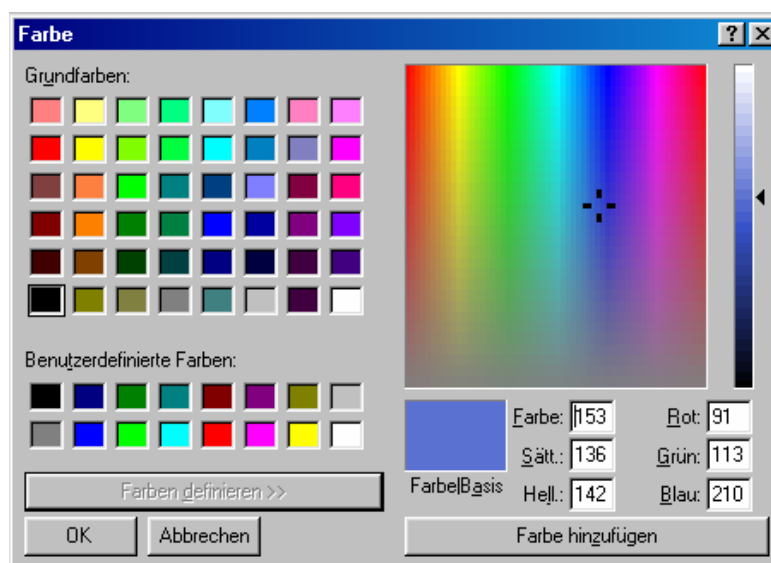 Farbe
Grundfarben:
Benutzerdefinierte Farben:
Farben definieren >>
OK Abbrechen
Farbe|Basis
Farbe: 153 Rot: 91
Sätt.: 136 Grün: 113
Hell.: 142 Blau: 210
Farbe hinzufügen